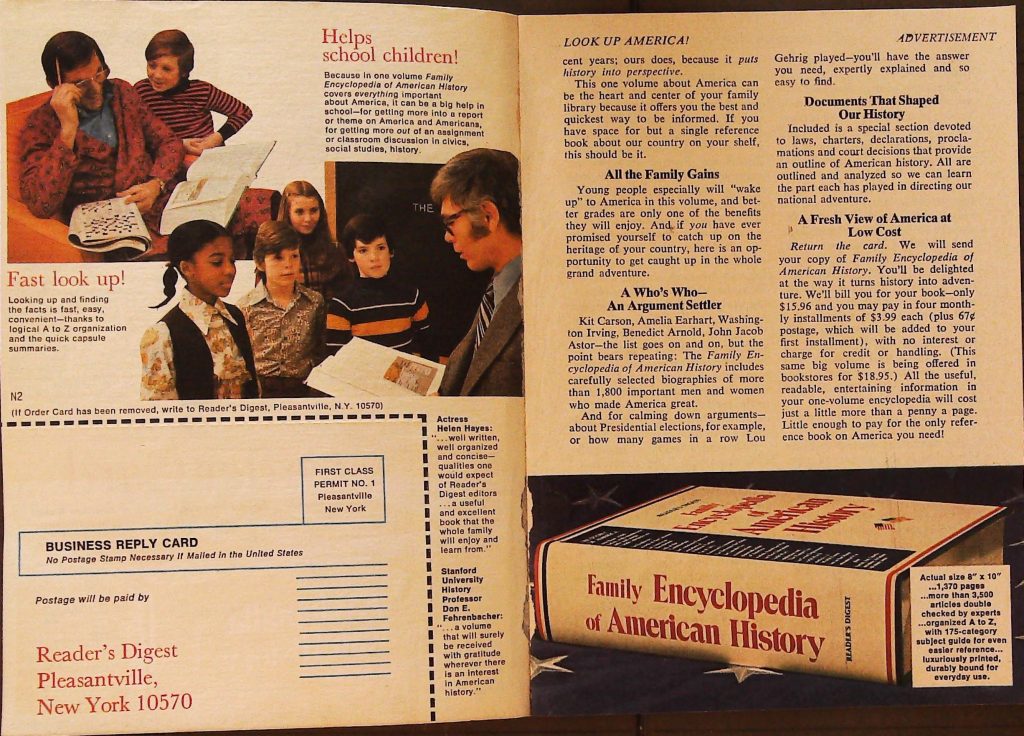 Helps
school children!
Because in one volume Family
Encyclopedia of American History
covers everything important
about America, it can be a big help in
school—for getting more into a report
or theme on America and Americans,
for getting more out of an assignment
or classroom discussion in civics,
social studies, history.
THE
Fast look up!
Looking up and finding
the facts is fast, easy,
convenient—thanks to
logical A to Z organization
and the quick capsule
summaries.
N2
(If Order Card has been removed, write to Reader's Digest, Pleasantville, N.Y. 10570)
FIRST CLASS
PERMIT NO. 1
Pleasantville
New York
BUSINESS REPLY CARD
No Postage Stamp Necessary If Mailed in the United States
Postage will be paid by
Reader's Digest
Pleasantville,
New York 10570
Actress
Helen Hayes:
"...well written,
well organized
and concise—
qualities one
would expect
of Reader's
Digest editors
...a useful
and excellent
book that the
whole family
will enjoy and
learn from."
Stanford
University
History
Professor
Don E.
Fehrenbacher:
"...a volume
that will surely
be received
with gratitude
wherever there
is an interest
in American
history."
LOOK UP AMERICA!
ADVERTISEMENT
cent years; ours does, because it puts
history into perspective.
This one volume about America can
be the heart and center of your family
library because it offers you the best and
quickest way to be informed. If you
have space for but a single reference
book about our country on your shelf,
this should be it.
All the Family Gains
Young people especially will "wake
up" to America in this volume, and bet-
ter grades are only one of the benefits
they will enjoy. And if you have ever
promised yourself to catch up on the
heritage of your country, here is an op-
portunity to get caught up in the whole
grand adventure.
A Who's Who—
An Argument Settler
Kit Carson, Amelia Earhart, Washing-
ton Irving, Benedict Arnold, John Jacob
Astor—the list goes on and on, but the
point bears repeating: The Family En-
cyclopedia of American History includes
carefully selected biographies of more
than 1,800 important men and women
who made America great.
And for calming down arguments—
about Presidential elections, for example,
or how many games in a row Lou
Gehrig played—you'll have the answer
you need, expertly explained and so
easy to find.
Documents That Shaped
Our History
Included is a special section devoted
to laws, charters, declarations, procla-
mations and court decisions that provide
an outline of American history. All are
outlined and analyzed so we can learn
the part each has played in directing our
national adventure.
A Fresh View of America at
Low Cost
Return the card. We will send
your copy of Family Encyclopedia of
American History. You'll be delighted
at the way it turns history into adven-
ture. We'll bill you for your book—only
$15.96 and you may pay in four month-
ly installments of $3.99 each (plus 67¢
postage, which will be added to your
first installment), with no interest or
charge for credit or handling. (This
same big volume is being offered in
bookstores for $18.95.) All the useful,
readable, entertaining information in
your one-volume encyclopedia will cost
just a little more than a penny a page.
Little enough to pay for the only refer-
ence book on America you need!
Family Encyclopedia
of American History
Family Encyclopedia
of American History
READER'S DIGEST
Actual size 8" x 10"
...1,370 pages
...more than 3,500
articles double
checked by experts
...organized A to Z,
with 175-category
subject guide for even
easier reference...
luxuriously printed,
durably bound for
everyday use.